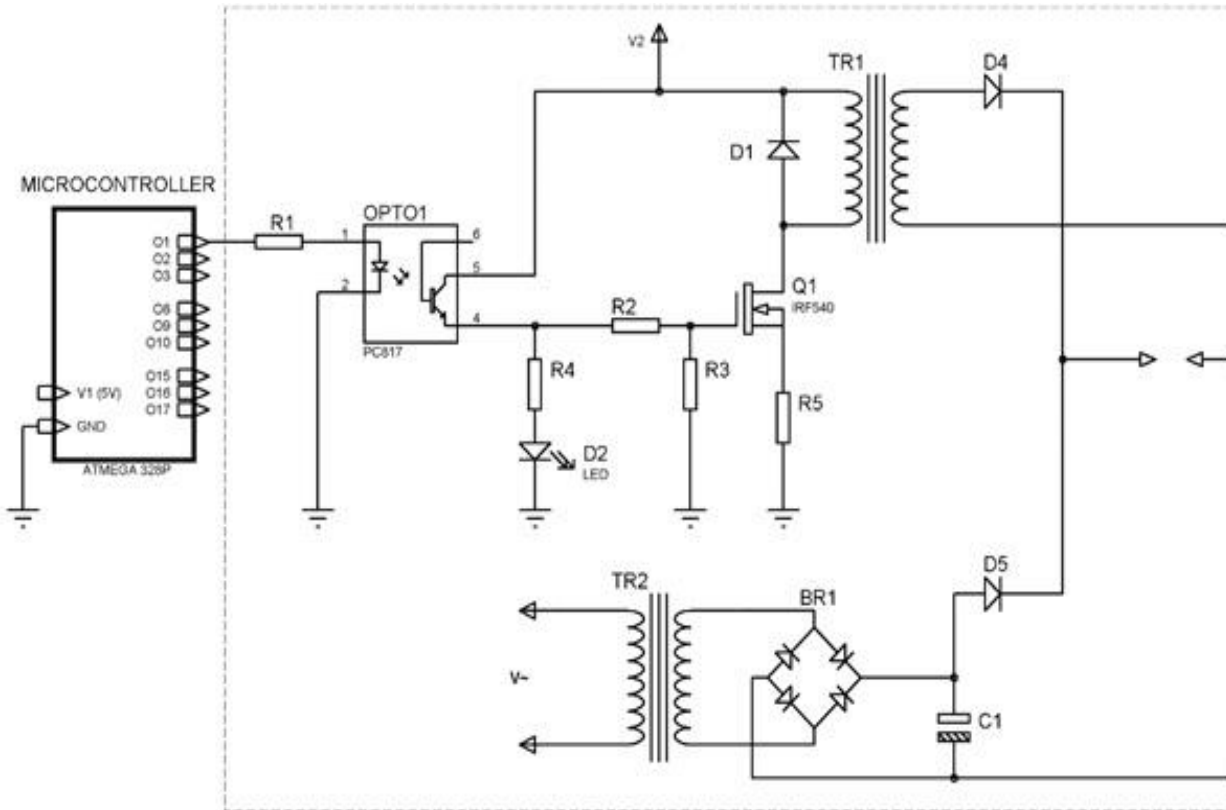 V2
TR1
D4
D1
MICROCONTROLLER
R1
OPTO1
O1
O2
O3
1
6
2
5
Q1
IRF540
R2
O8
O9
O10
4
PC817
R4
R3
O15
O16
O17
V1 (5V)
R5
GND
D2
LED
ATMEGA 328P
D5
TR2
BR1
V~
C1